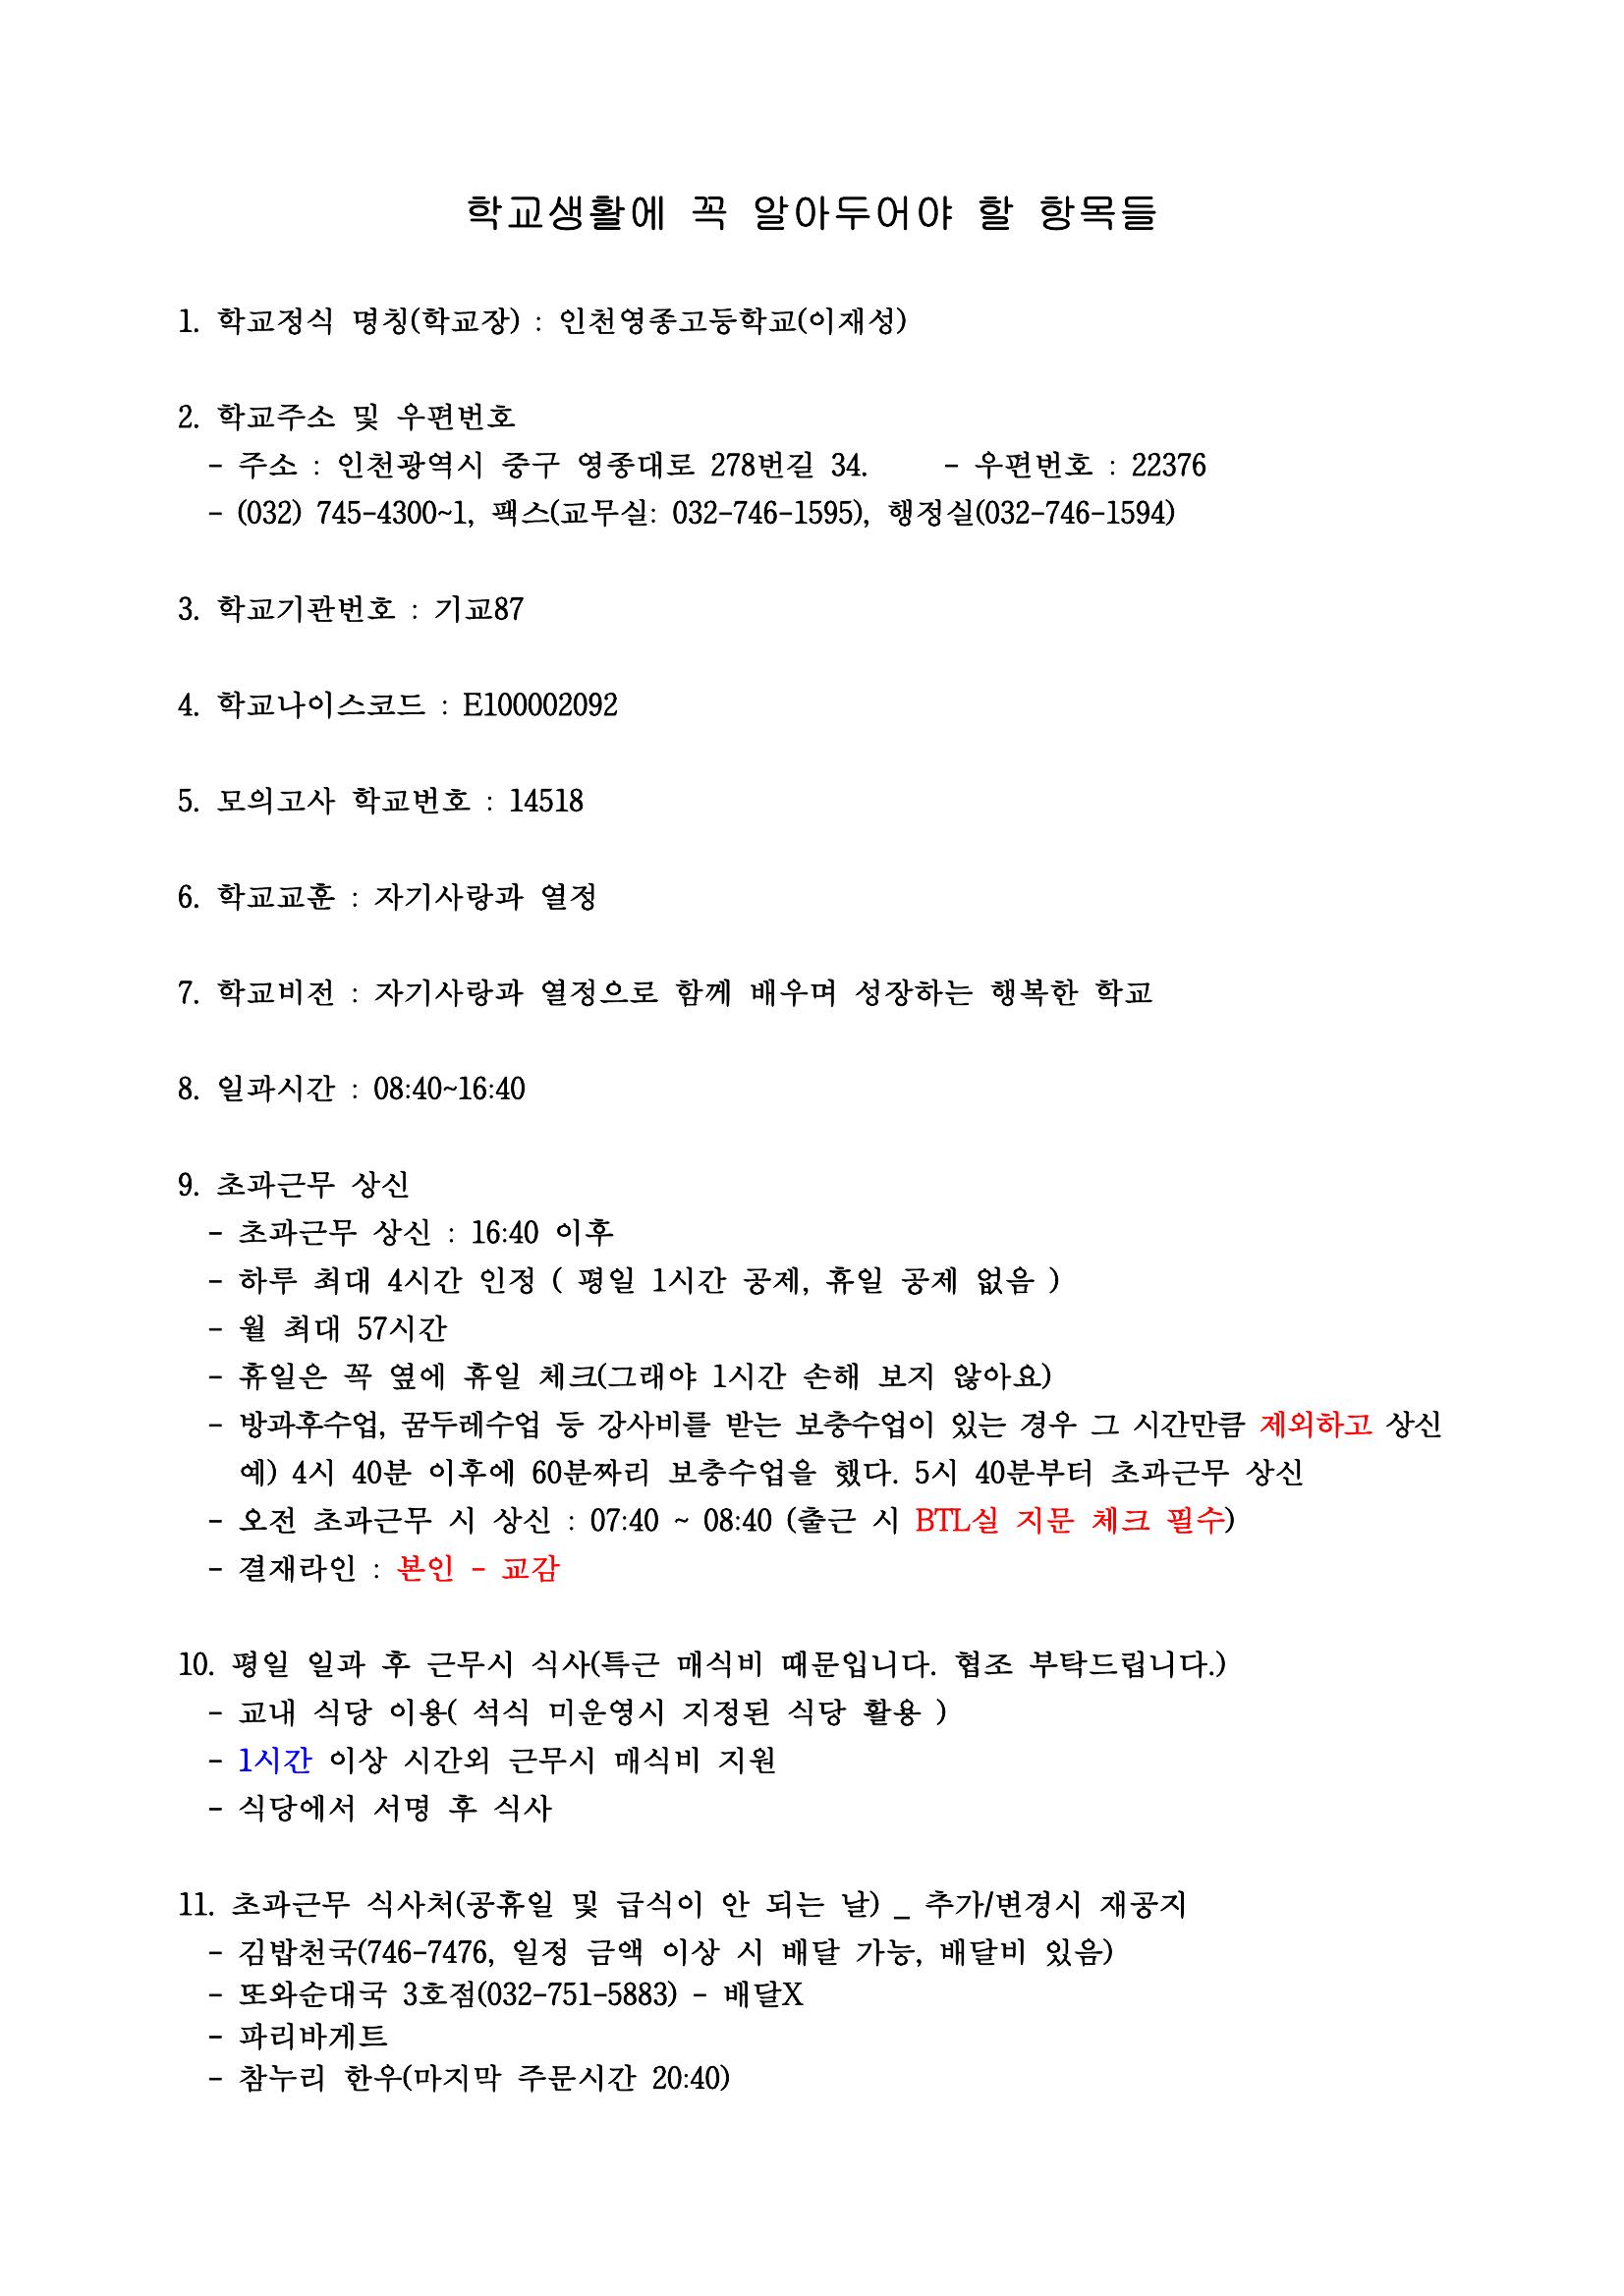 학교생활에 꼭 알아두어야 할 항목들
1. 학교정식 명칭(학교장) : 인천영종고등학교(이재성)
2. 학교주소 및 우편번호
- 주소 : 인천광역시 중구 영종대로 278번길 34. - 우편번호 : 22376
- (032) 745-4300~1, 팩스(교무실: 032-746-1595), 행정실(032-746-1594)
3. 학교기관번호 : 기교87
4. 학교나이스코드 : E100002092
5. 모의고사 학교번호 : 14518
6. 학교교훈 : 자기사랑과 열정
7. 학교비전 : 자기사랑과 열정으로 함께 배우며 성장하는 행복한 학교
8. 일과시간 : 08:40~16:40
9. 초과근무 상신
- 초과근무 상신 : 16:40 이후
- 하루 최대 4시간 인정 ( 평일 1시간 공제, 휴일 공제 없음 )
- 월 최대 57시간
- 휴일은 꼭 옆에 휴일 체크(그래야 1시간 손해 보지 않아요)
- 방과후수업, 꿈두레수업 등 강사비를 받는 보충수업이 있는 경우 그 시간만큼 제외하고 상신
예) 4시 40분 이후에 60분짜리 보충수업을 했다. 5시 40분부터 초과근무 상신
- 오전 초과근무 시 상신 : 07:40 ~ 08:40 (출근 시 BTL실 지문 체크 필수)
- 결재라인 : 본인 - 교감
10. 평일 일과 후 근무시 식사(특근 매식비 때문입니다. 협조 부탁드립니다.)
- 교내 식당 이용( 석식 미운영시 지정된 식당 활용 )
- 1시간 이상 시간외 근무시 매식비 지원
- 식당에서 서명 후 식사
11. 초과근무 식사처(공휴일 및 급식이 안 되는 날) _ 추가/변경시 재공지
- 김밥천국(746-7476, 일정 금액 이상 시 배달 가능, 배달비 있음)
- 또와순대국 3호점(032-751-5883) - 배달X
- 파리바게트
- 참누리 한우(마지막 주문시간 20:40)